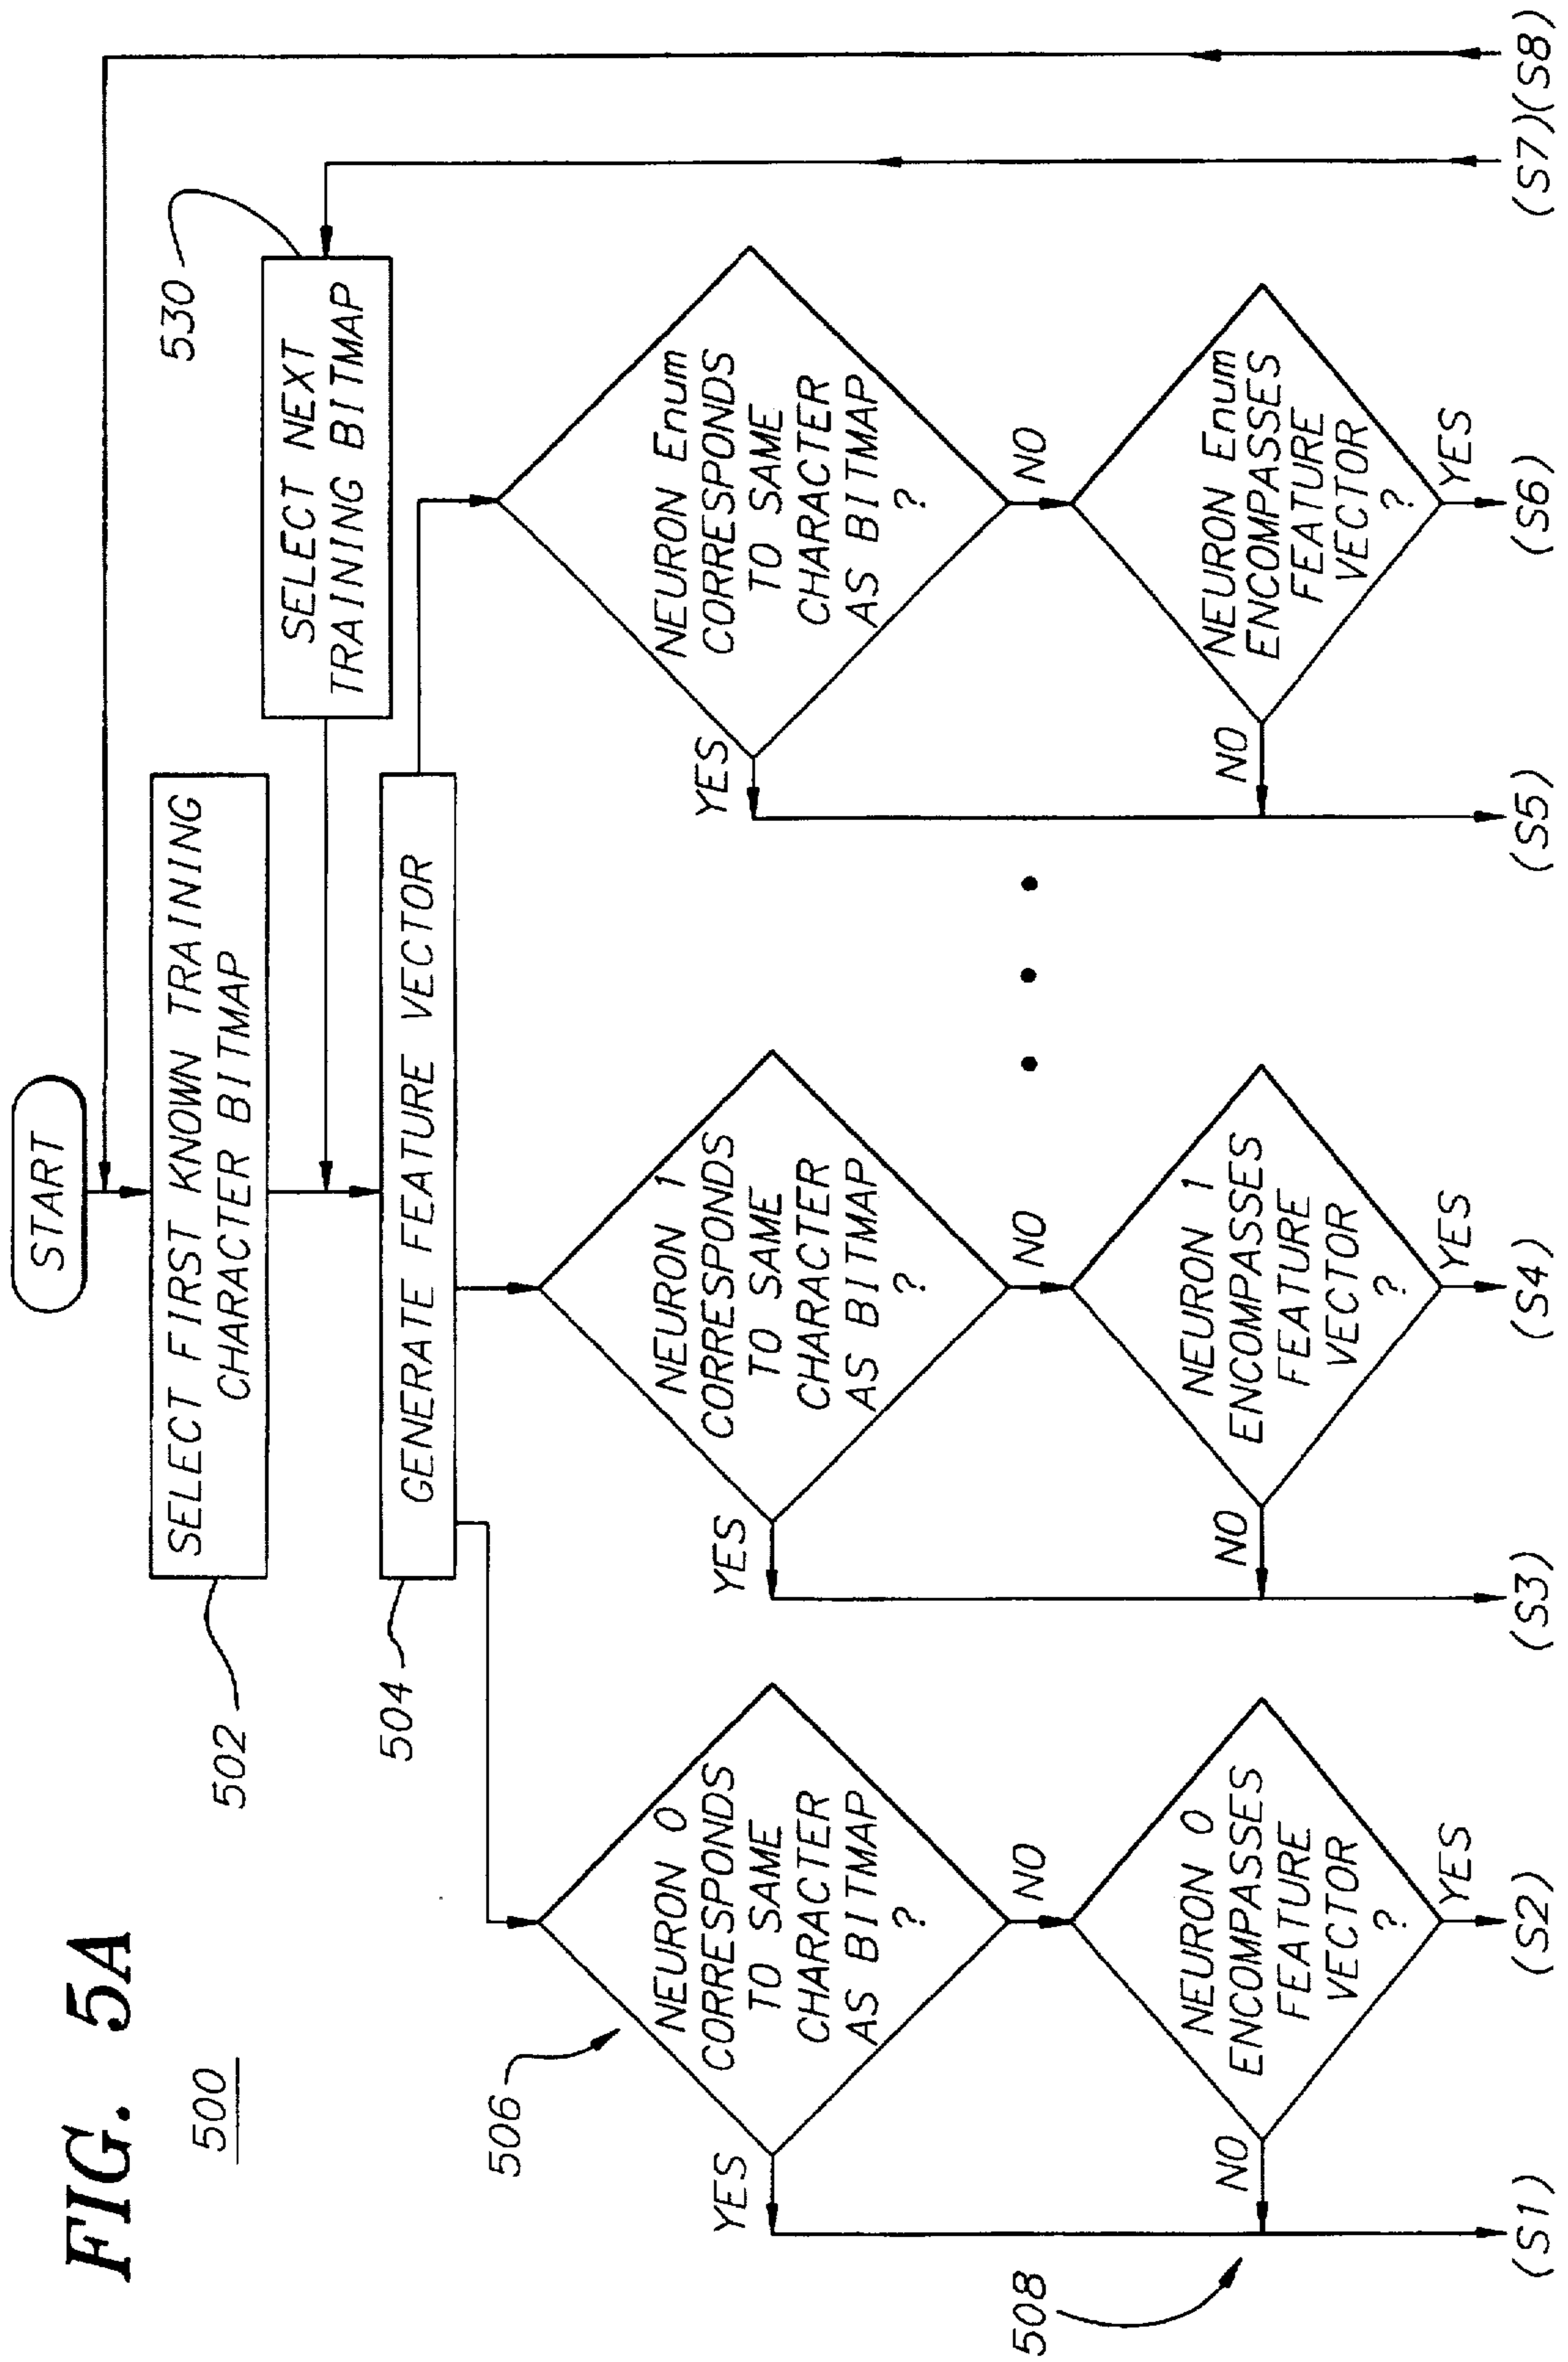 FIG. 5A
500
START
SELECT FIRST KNOWN TRAINING
CHARACTER BITMAP
502
SELECT NEXT
TRAINING BITMAP
530
GENERATE FEATURE VECTOR
504
NEURON 0
CORRESPONDS
TO SAME
CHARACTER
AS BITMAP
?
506
YES
NO
NEURON 1
CORRESPONDS
TO SAME
CHARACTER
AS BITMAP
?
YES
NO
NEURON Enum
CORRESPONDS
TO SAME
CHARACTER
AS BITMAP
?
YES
NO
NEURON 0
ENCOMPASSES
FEATURE
VECTOR
?
508
NO
YES
NEURON 1
ENCOMPASSES
FEATURE
VECTOR
?
NO
YES
NEURON Enum
ENCOMPASSES
FEATURE
VECTOR
?
NO
YES
(S1)
(S2)
(S3)
(S4)
(S5)
(S6)
(S7)
(S8)